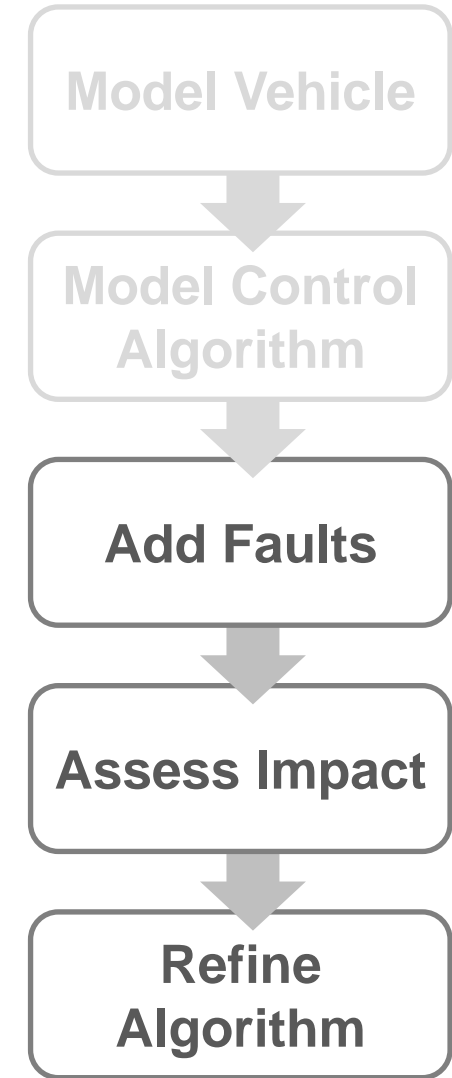 Model Vehicle
Model Control
Algorithm
Add Faults
Assess Impact
Refine
Algorithm